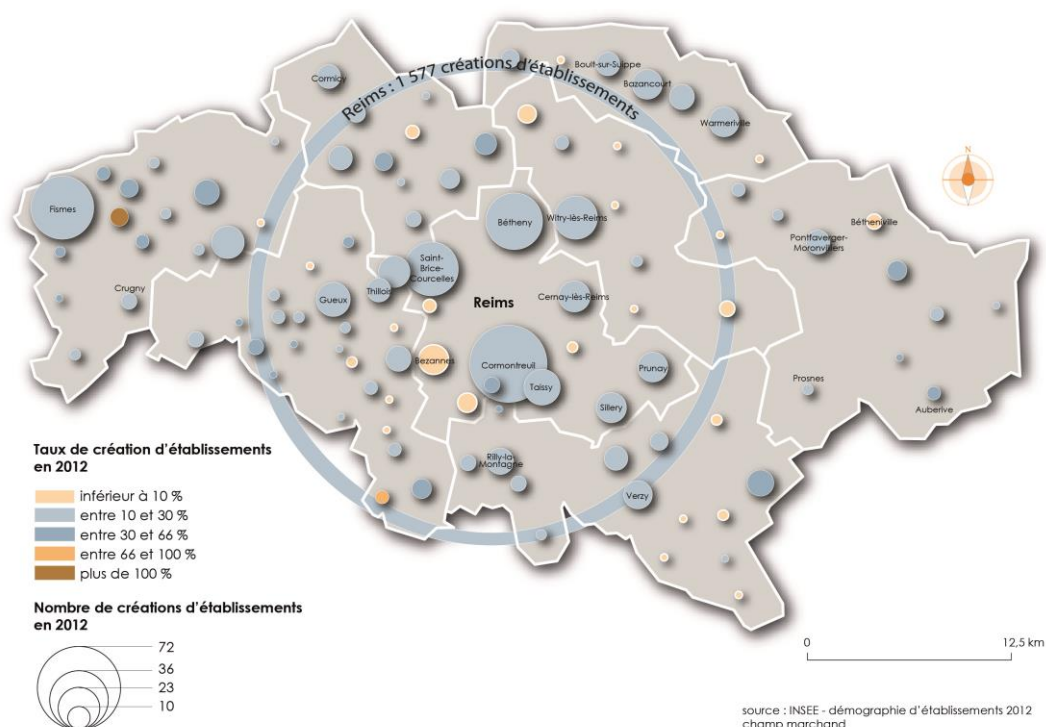 Reims : 1 577 créations d'établissements
Cormicy
Boult-sur-Suippe
Bazancourt
Warmeriville
N
Fismes
Bétheny
Witry-lès-Reims
Bétheniville
Pontfaverger-
Moronvilliers
Saint-
Brice-
Courcelles
Thillois
Gueux
Crugny
Reims
Cernay-lès-Reims
Bezannes
Cormontreuil
Taissy
Prunay
Prosnes
Auberive
Sillery
Rilly-la-
Montagne
Verzy
Taux de création d'établissements
en 2012
inférieur à 10 %
entre 10 et 30 %
entre 30 et 66 %
entre 66 et 100 %
plus de 100 %
Nombre de créations d'établissements
en 2012
72
36
23
10
0 12,5 km
source : INSEE - démographie d'établissements 2012
champ marchand